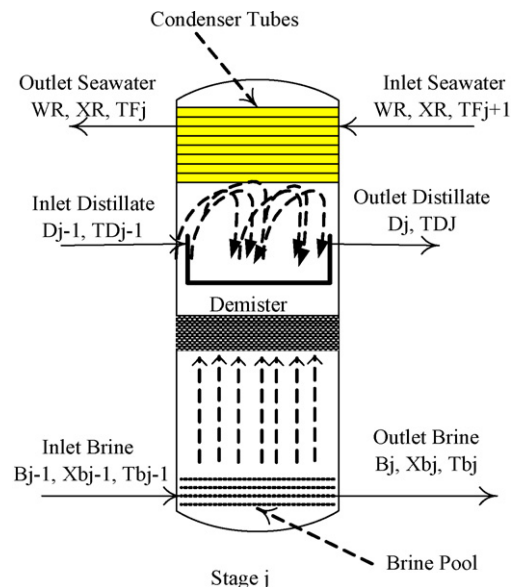 Condenser Tubes
Outlet Seawater
WR, XR, TFj
Inlet Seawater
WR, XR, TFj+1
Inlet Distillate
Dj-1, TDj-1
Outlet Distillate
Dj, TDJ
Demister
Inlet Brine
Bj-1, Xbj-1, Tbj-1
Outlet Brine
Bj, Xbj, Tbj
Brine Pool
Stage j